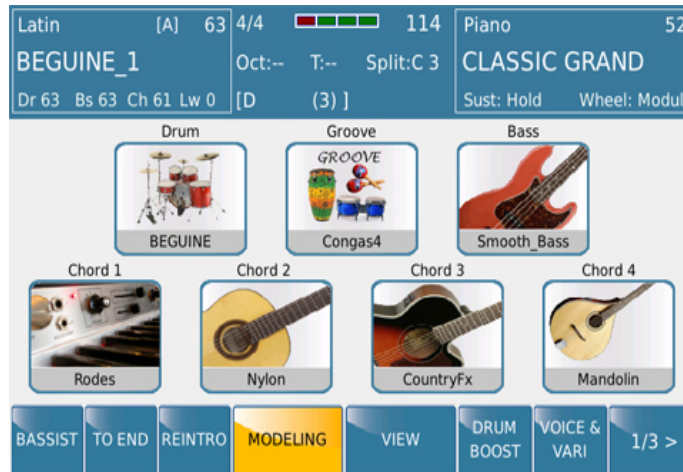 Latin [A] 63
BEGUINE_1
Dr 63 Bs 63 Ch 61 Lw 0
4/4 114
Oct:-- T:-- Split:C 3
[D (3) ]
Piano 52
CLASSIC GRAND
Sust: Hold Wheel: Modul
Drum Groove Bass
GROOVE
BEGUINE Congas4 Smooth_Bass
Chord 1 Chord 2 Chord 3 Chord 4
Rodes Nylon CountryFx Mandolin
BASSIST TO END REINTRO MODELING VIEW DRUM BOOST VOICE & VARI 1/3 >